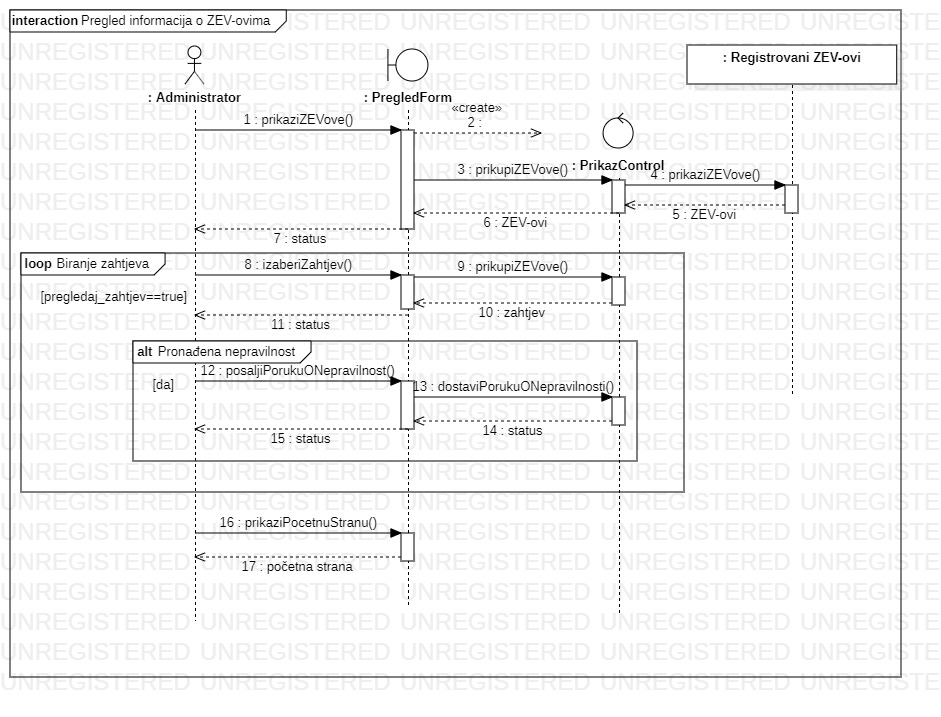 interaction Pregled informacija o ZEV-ovima
: Registrovani ZEV-ovi
: Administrator
: PregledForm
«create»
1 : prikaziZEVove()
2 :
: PrikazControl
3 : prikupiZEVove()
4 : prikaziZEVove()
5 : ZEV-ovi
6 : ZEV-ovi
7 : status
loop Biranje zahtjeva
8 : izaberiZahtjev()
9 : prikupiZEVove()
[pregledaj_zahtjev==true]
10 : zahtjev
11 : status
alt Pronađena nepravilnost
12 : posaljiPorukuONepravilnost()
[da]
13 : dostaviPorukuONepravilnosti()
14 : status
15 : status
16 : prikaziPocetnuStranu()
17 : početna strana
UNREGISTERED